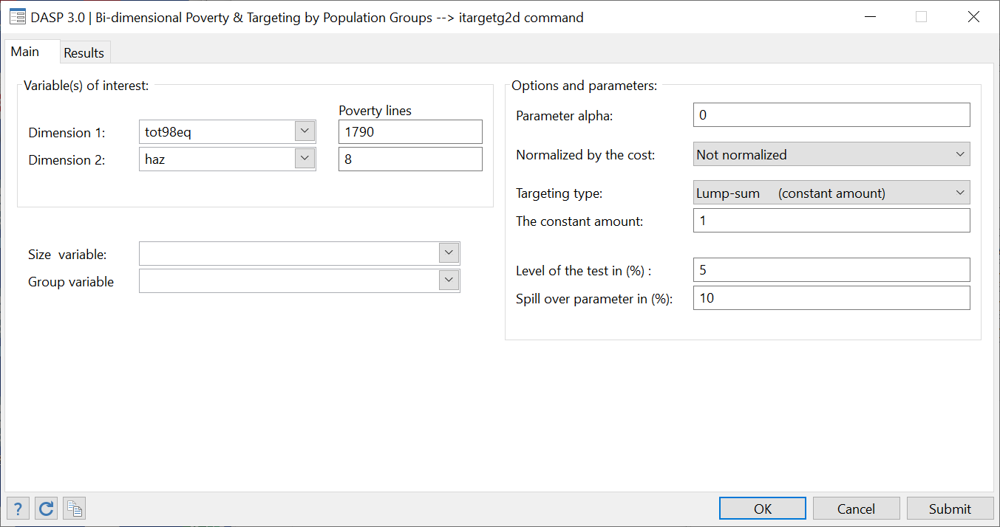 DASP 3.0 | Bi-dimensional Poverty & Targeting by Population Groups --> itargetg2d command
Main
Results
Variable(s) of interest:
Poverty lines
Dimension 1:
tot98eq
1790
Dimension 2:
haz
8
Size variable:
Group variable
Options and parameters:
Parameter alpha:
0
Normalized by the cost:
Not normalized
Targeting type:
Lump-sum (constant amount)
The constant amount:
1
Level of the test in (%) :
5
Spill over parameter in (%):
10
?
OK
Cancel
Submit